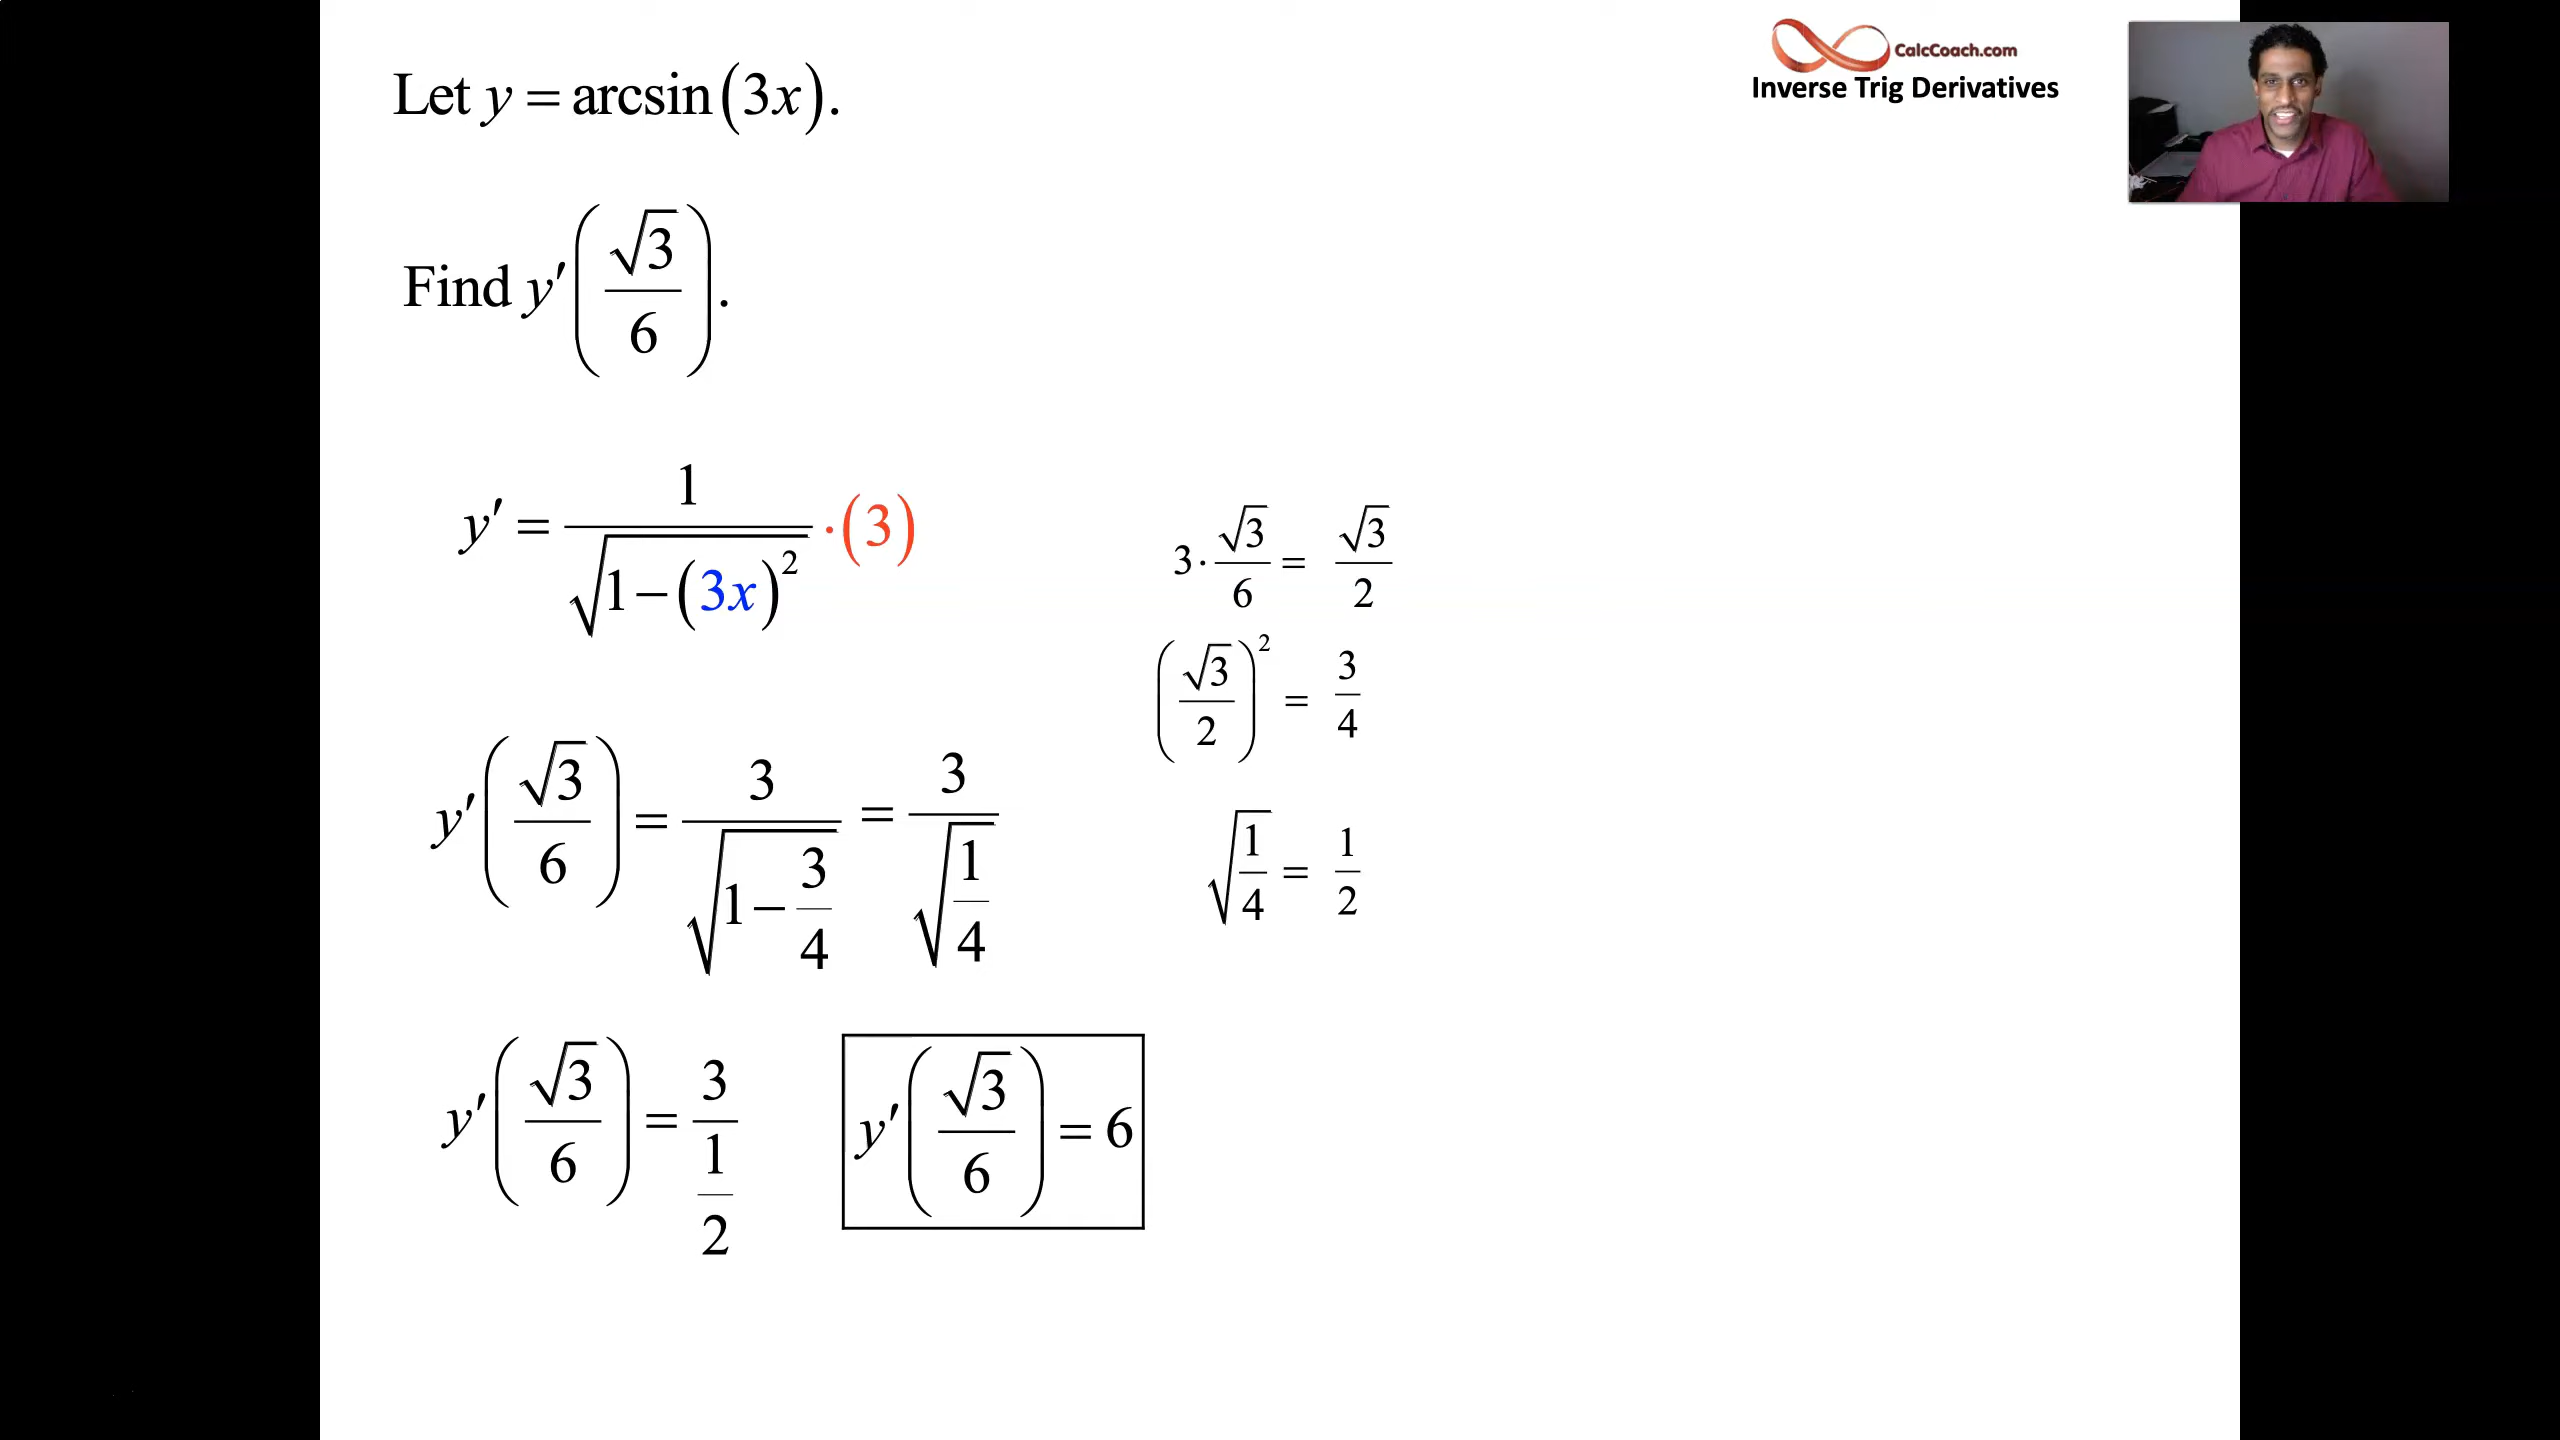 Let y = arcsin(3x).
CalcCoach.com
Inverse Trig Derivatives
Find y′(√3/6).
y′ = 1/√(1−(3x)²) · (3)
3·√3/6 = √3/2
(√3/2)² = 3/4
y′(√3/6) = 3/√(1−3/4) = 3/√(1/4)
√(1/4) = 1/2
y′(√3/6) = 3/(1/2)
y′(√3/6) = 6